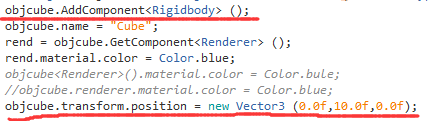 objcube.AddComponent<Rigidbody> ();
objcube.name = "Cube";
rend = objcube.GetComponent<Renderer> ();
rend.material.color = Color.blue;
objcube<Renderer>().material.color = Color.bule;
//objcube.renderer.material.color = Color.blue;
objcube.transform.position = new Vector3 (0.0f,10.0f,0.0f);